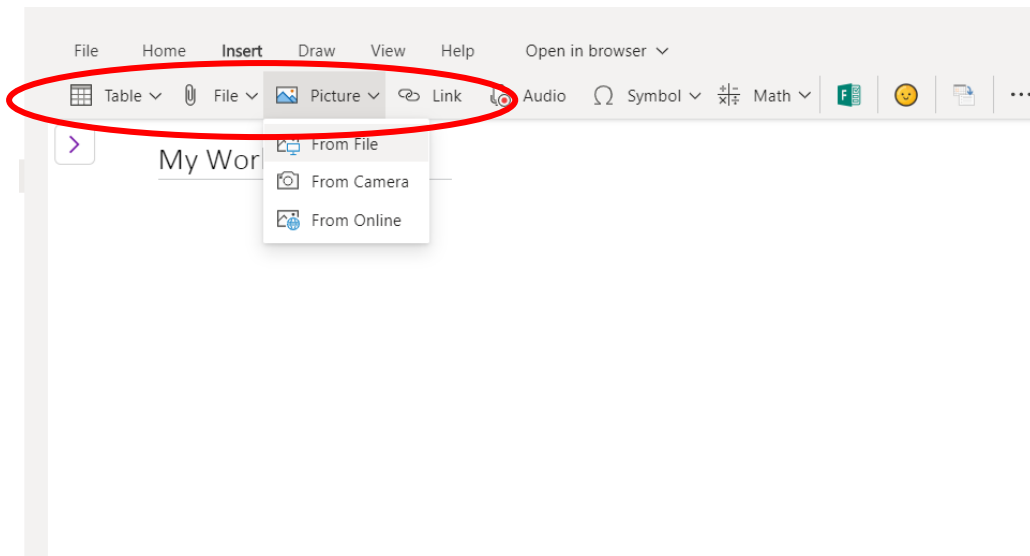 File Home Insert Draw View Help Open in browser
Table File Picture Link Audio Symbol Math F
From File
My Wor
From Camera
From Online